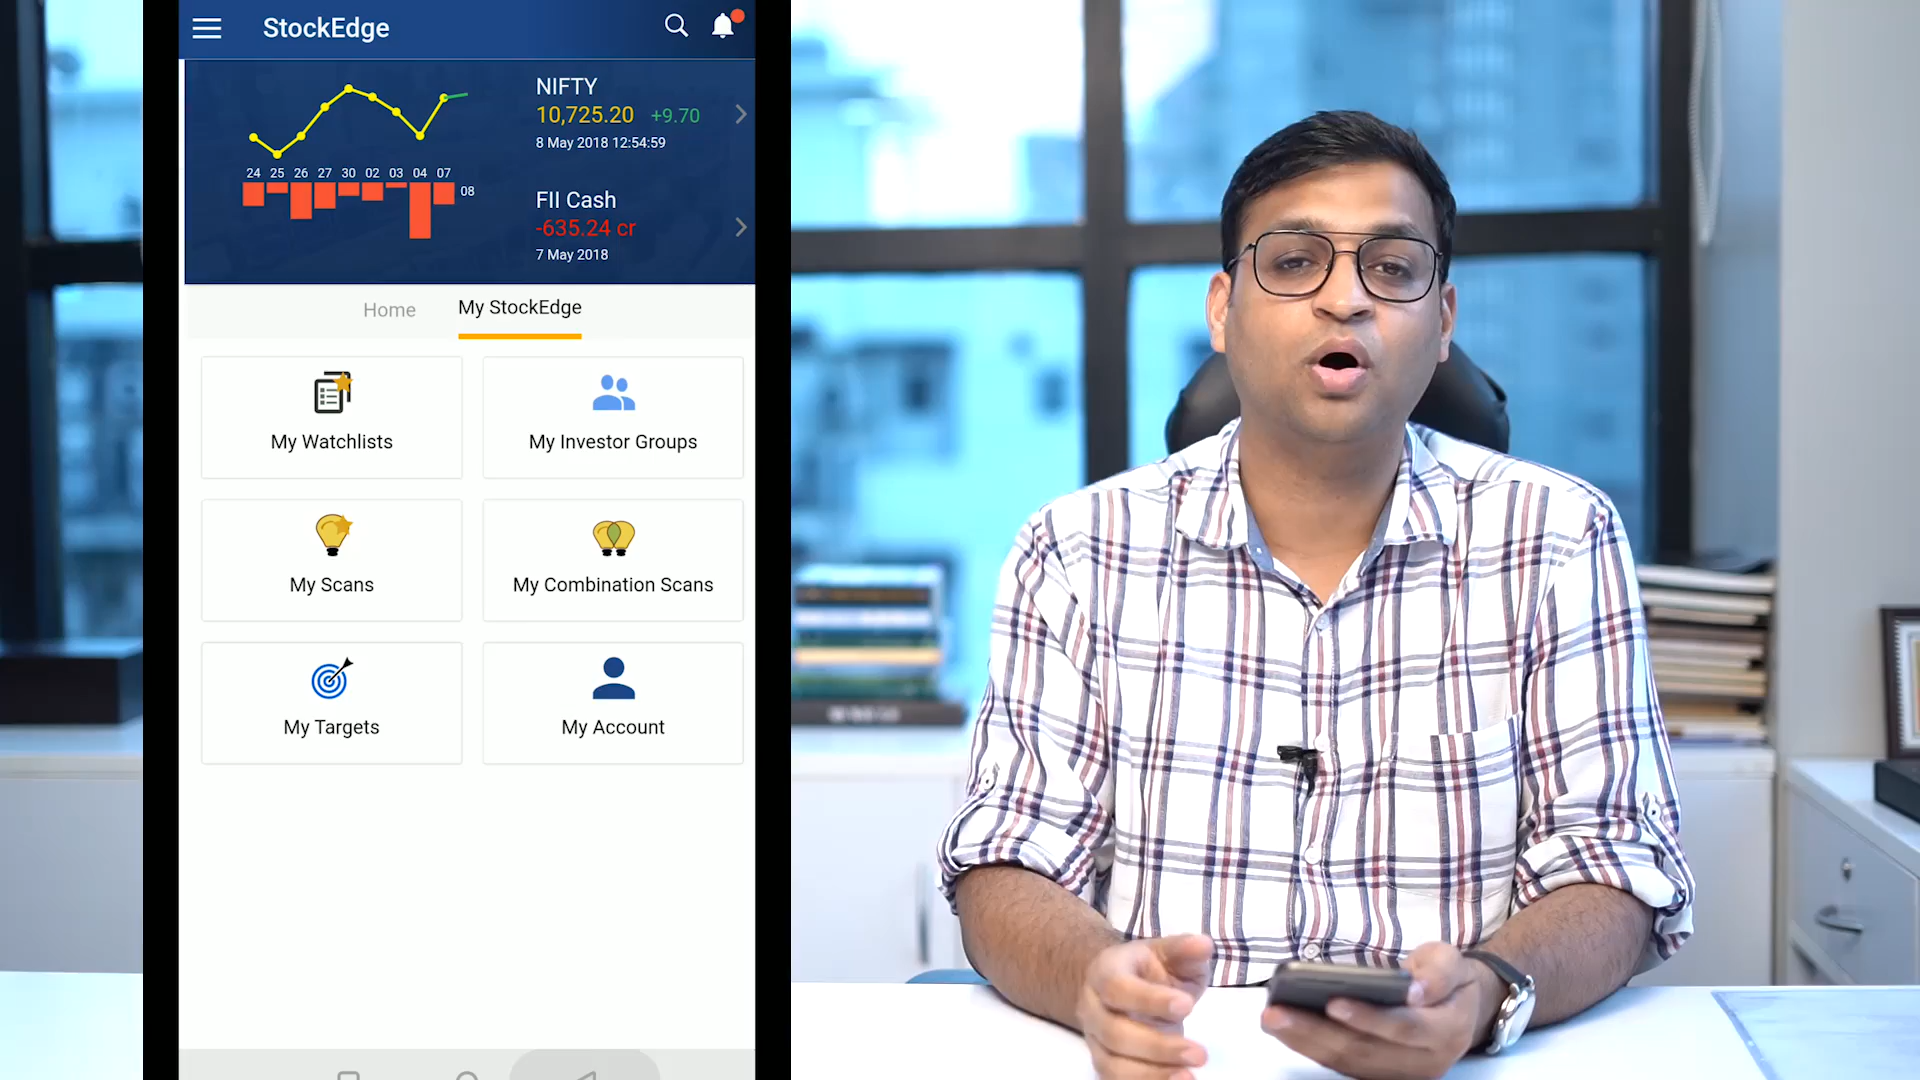 StockEdge
NIFTY
10,725.20 +9.70
8 May 2018 12:54:59
24 25 26 27 30 02 03 04 07
08
FII Cash
-635.24 cr
7 May 2018
Home My StockEdge
My Watchlists
My Investor Groups
My Scans
My Combination Scans
My Targets
My Account